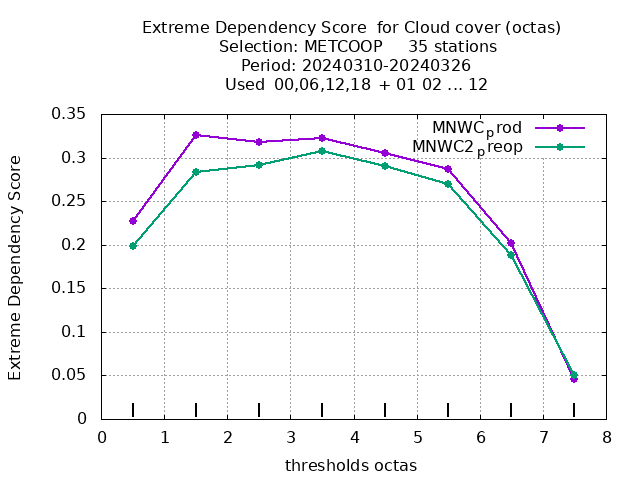 Extreme Dependency Score  for Cloud cover (octas)
Selection: METCOOP     35 stations
Period: 20240310-20240326
Used  00,06,12,18 + 01 02 ... 12
MNWCprod
MNWC2preop
Extreme Dependency Score
0.35
0.3
0.25
0.2
0.15
0.1
0.05
0
0 1 2 3 4 5 6 7 8
thresholds octas